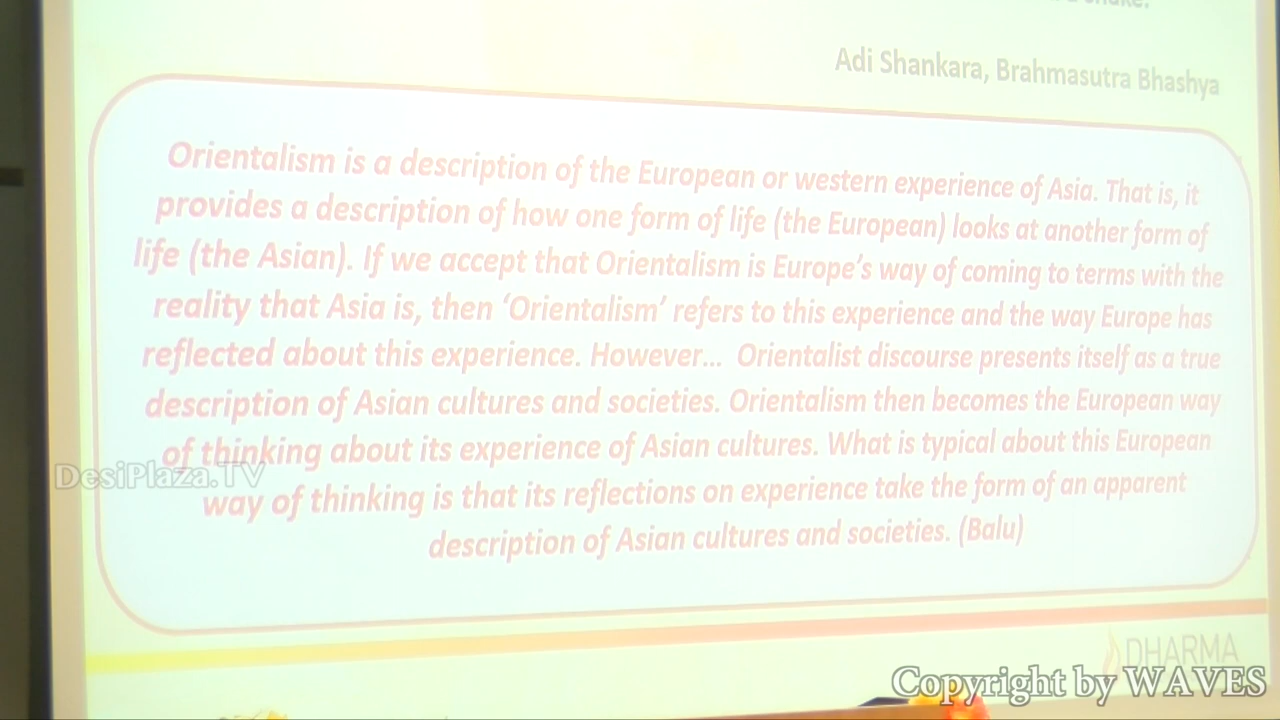 Adi Shankara, Brahmasutra Bhashya
Orientalism is a description of the European or western experience of Asia. That is, it
provides a description of how one form of life (the European) looks at another form of
life (the Asian). If we accept that Orientalism is Europe's way of coming to terms with the
reality that Asia is, then ‘Orientalism’ refers to this experience and the way Europe has
reflected about this experience. However... Orientalist discourse presents itself as a true
description of Asian cultures and societies. Orientalism then becomes the European way
of thinking about its experience of Asian cultures. What is typical about this European
way of thinking is that its reflections on experience take the form of an apparent
description of Asian cultures and societies. (Balu)
DesiPlaza.TV
DHARMA
Copyright by WAVES